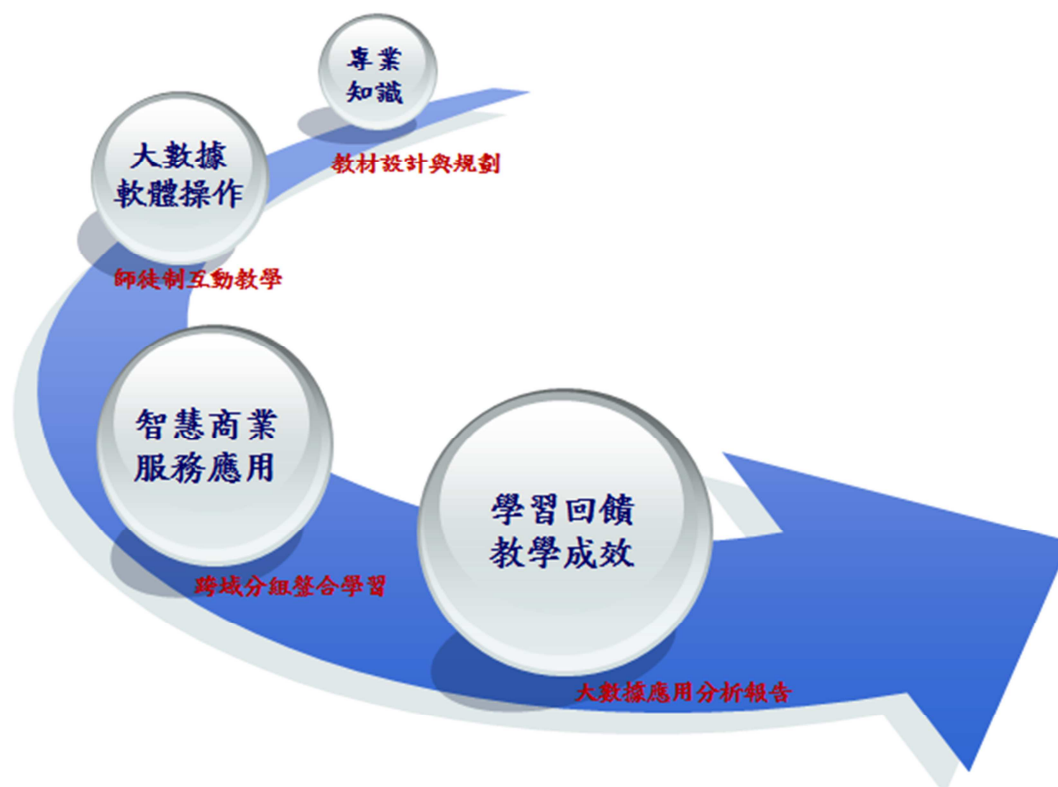 專業
知識
教材設計與規劃
大數據
軟體操作
師徒制互動教學
智慧商業
服務應用
跨域分組整合學習
學習回饋
教學成效
大數據應用分析報告